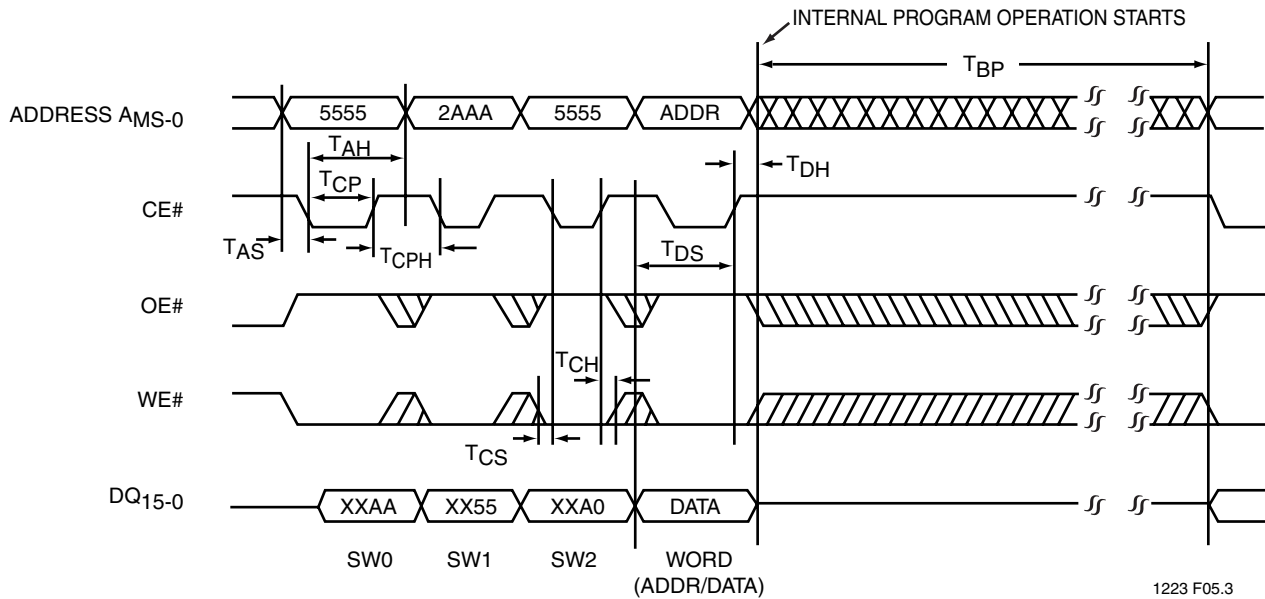 INTERNAL PROGRAM OPERATION STARTS
TBP
ADDRESS AMS-0
5555 2AAA 5555 ADDR
TAH
TDH
TCP
CE#
TAS
TCPH
TDS
OE#
TCH
WE#
TCS
DQ15-0
XXAA XX55 XXA0 DATA
SW0 SW1 SW2 WORD
(ADDR/DATA)
1223 F05.3